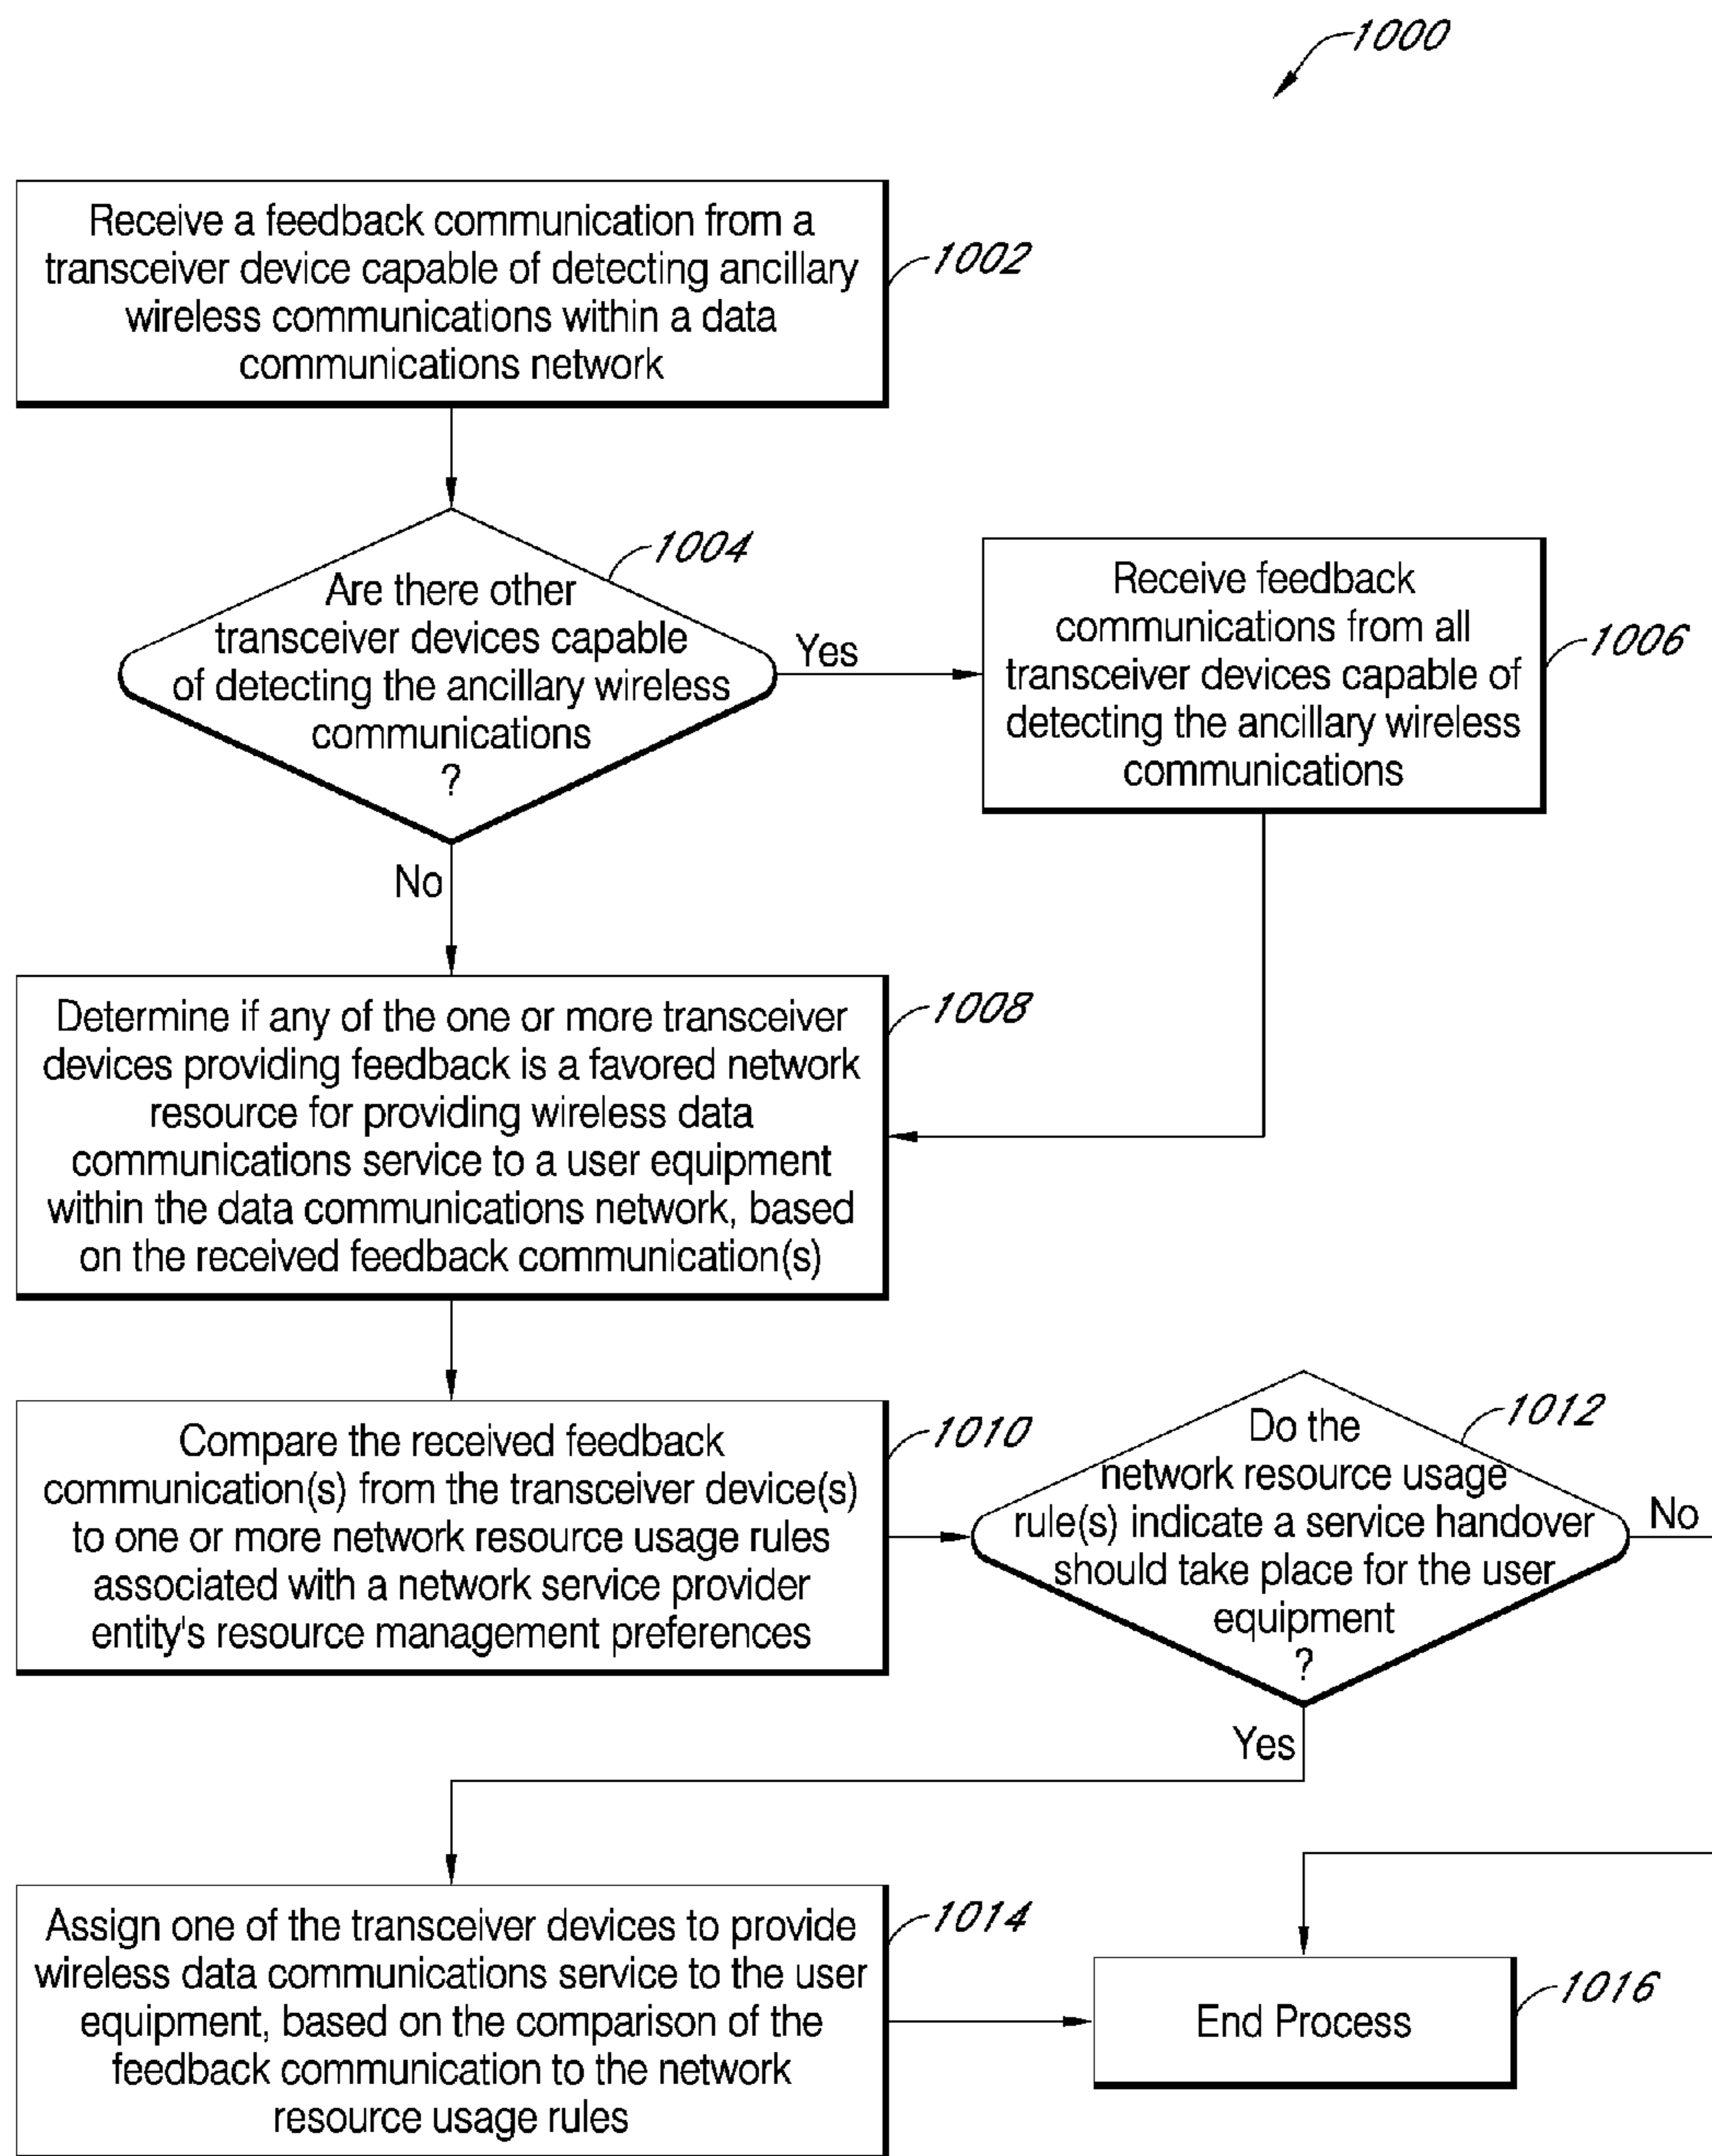 1000
Receive a feedback communication from a
transceiver device capable of detecting ancillary
wireless communications within a data
communications network
1002
1004
Are there other
transceiver devices capable
of detecting the ancillary wireless
communications
?
Yes
No
Receive feedback
communications from all
transceiver devices capable of
detecting the ancillary wireless
communications
1006
Determine if any of the one or more transceiver
devices providing feedback is a favored network
resource for providing wireless data
communications service to a user equipment
within the data communications network, based
on the received feedback communication(s)
1008
Compare the received feedback
communication(s) from the transceiver device(s)
to one or more network resource usage rules
associated with a network service provider
entity's resource management preferences
1010
1012
Do the
network resource usage
rule(s) indicate a service handover
should take place for the user
equipment
?
No
Yes
Assign one of the transceiver devices to provide
wireless data communications service to the user
equipment, based on the comparison of the
feedback communication to the network
resource usage rules
1014
End Process
1016